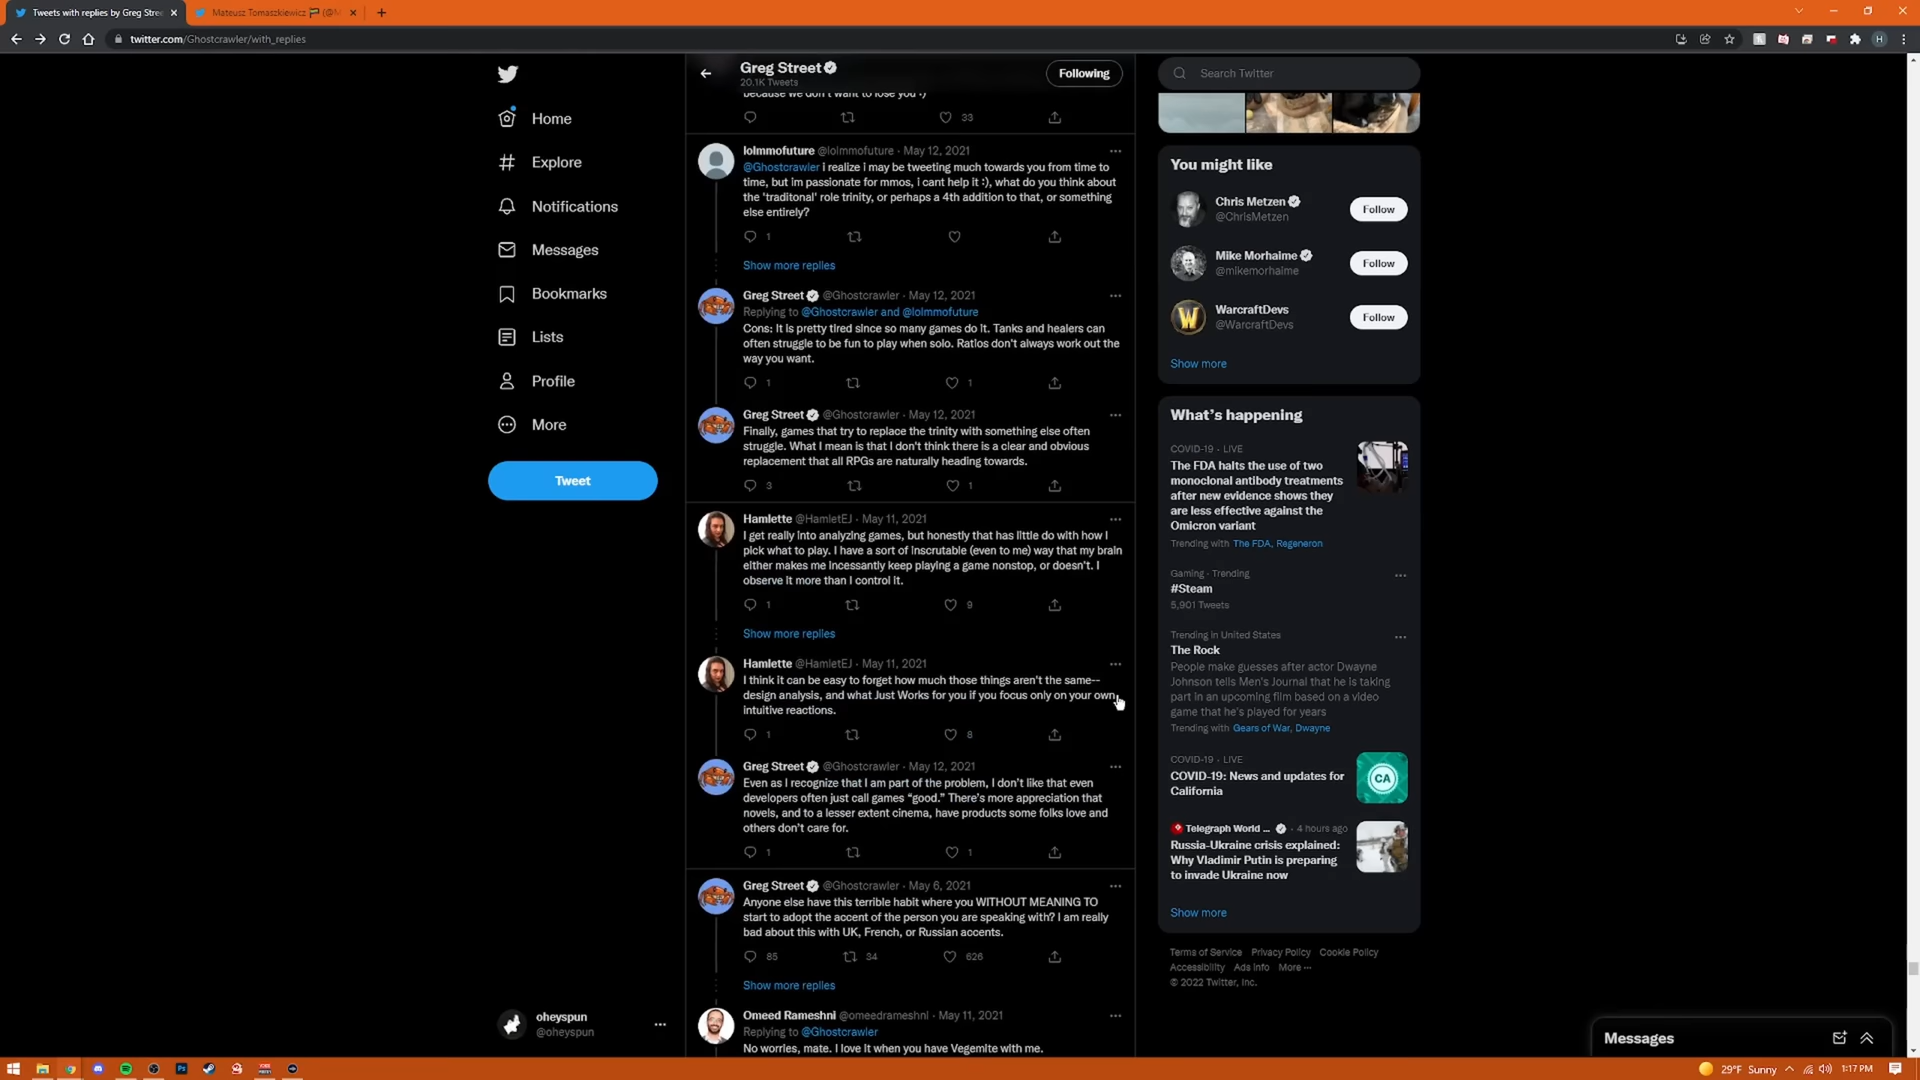 Tweets with replies by Greg Stre
Mateusz Tomaszkiewicz
twitter.com/Ghostcrawler/with_replies
Home
Explore
Notifications
Messages
Bookmarks
Lists
Profile
More
Tweet
oheyspun
@oheyspun
Greg Street
20.1K Tweets
Following
because we don't want to lose you :)
33
lolmmofuture @lolmmofuture · May 12, 2021
@Ghostcrawler i realize i may be tweeting much towards you from time to
time, but im passionate for mmos, i cant help it :), what do you think about
the 'traditonal' role trinity, or perhaps a 4th addition to that, or something
else entirely?
1
Show more replies
Greg Street @Ghostcrawler · May 12, 2021
Replying to @Ghostcrawler and @lolmmofuture
Cons: It is pretty tired since so many games do it. Tanks and healers can
often struggle to be fun to play when solo. Ratios don't always work out the
way you want.
1 1
Greg Street @Ghostcrawler · May 12, 2021
Finally, games that try to replace the trinity with something else often
struggle. What I mean is that I don't think there is a clear and obvious
replacement that all RPGs are naturally heading towards.
3 1
Hamlette @HamletEJ · May 11, 2021
I get really into analyzing games, but honestly that has little do with how I
pick what to play. I have a sort of inscrutable (even to me) way that my brain
either makes me incessantly keep playing a game nonstop, or doesn't. I
observe it more than I control it.
1 9
Show more replies
Hamlette @HamletEJ · May 11, 2021
I think it can be easy to forget how much those things aren't the same--
design analysis, and what Just Works for you if you focus only on your own
intuitive reactions.
1 8
Greg Street @Ghostcrawler · May 12, 2021
Even as I recognize that I am part of the problem, I don't like that even
developers often just call games “good.” There's more appreciation that
novels, and to a lesser extent cinema, have products some folks love and
others don't care for.
1 1
Greg Street @Ghostcrawler · May 6, 2021
Anyone else have this terrible habit where you WITHOUT MEANING TO
start to adopt the accent of the person you are speaking with? I am really
bad about this with UK, French, or Russian accents.
85 34 626
Show more replies
Omeed Rameshni @omeedrameshni · May 11, 2021
Replying to @Ghostcrawler
No worries, mate. I love it when you have Vegemite with me.
Search Twitter
You might like
Chris Metzen
@ChrisMetzen
Follow
Mike Morhaime
@mikemorhaime
Follow
WarcraftDevs
@WarcraftDevs
Follow
Show more
What's happening
COVID-19 · LIVE
The FDA halts the use of two
monoclonal antibody treatments
after new evidence shows they
are less effective against the
Omicron variant
Trending with The FDA, Regeneron
Gaming · Trending
#Steam
5,901 Tweets
Trending in United States
The Rock
People make guesses after actor Dwayne
Johnson tells Men's Journal that he is taking
part in an upcoming film based on a video
game that he's played for years
Trending with Gears of War, Dwayne
COVID-19 · LIVE
COVID-19: News and updates for
California
CA
Telegraph World ... · 4 hours ago
Russia-Ukraine crisis explained:
Why Vladimir Putin is preparing
to invade Ukraine now
Show more
Terms of Service Privacy Policy Cookie Policy
Accessibility Ads info More ···
© 2022 Twitter, Inc.
Messages
29°F Sunny
1:17 PM